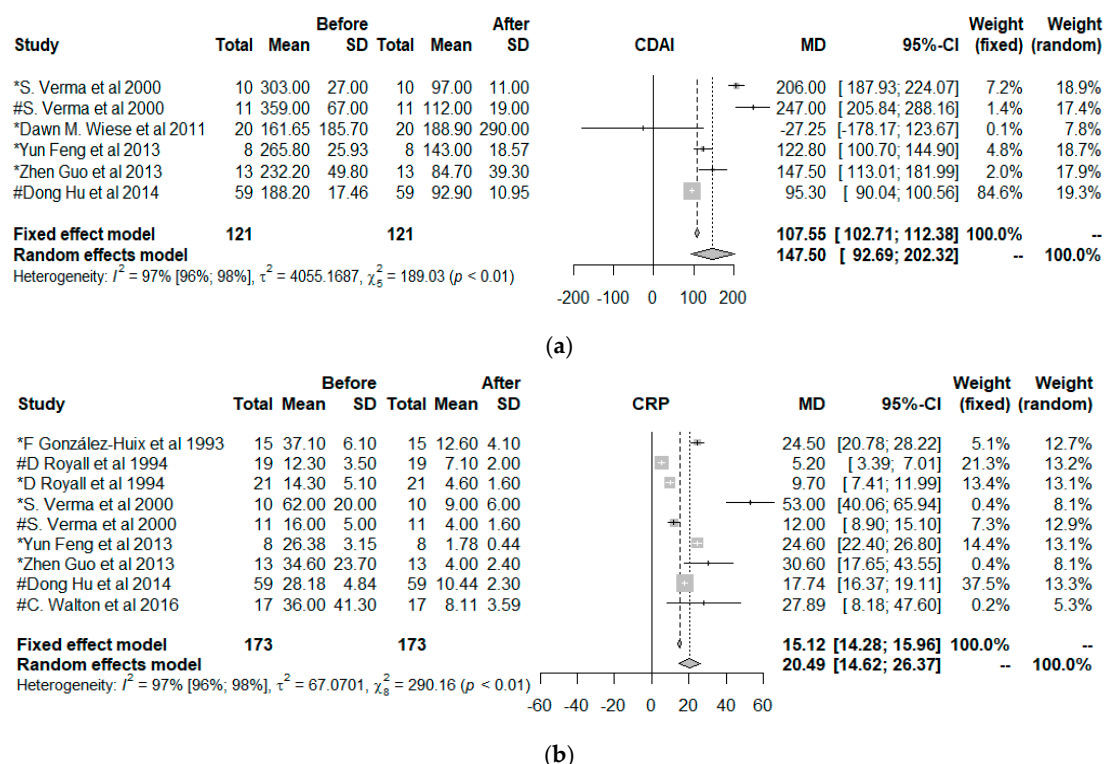 Before After Weight Weight
Study Total Mean SD Total Mean SD CDAI MD 95%-CI (fixed) (random)
*S. Verma et al 2000 10 303.00 27.00 10 97.00 11.00 206.00 [ 187.93; 224.07] 7.2% 18.9%
#S. Verma et al 2000 11 359.00 67.00 11 112.00 19.00 247.00 [ 205.84; 288.16] 1.4% 17.4%
*Dawn M. Wiese et al 2011 20 161.65 185.70 20 188.90 290.00 -27.25 [-178.17; 123.67] 0.1% 7.8%
*Yun Feng et al 2013 8 265.80 25.93 8 143.00 18.57 122.80 [ 100.70; 144.90] 4.8% 18.7%
*Zhen Guo et al 2013 13 232.20 49.80 13 84.70 39.30 147.50 [ 113.01; 181.99] 2.0% 17.9%
#Dong Hu et al 2014 59 188.20 17.46 59 92.90 10.95 95.30 [ 90.04; 100.56] 84.6% 19.3%
Fixed effect model 121 121 107.55 [ 102.71; 112.38] 100.0% --
Random effects model 147.50 [ 92.69; 202.32] -- 100.0%
Heterogeneity: I² = 97% [96%; 98%], τ² = 4055.1687, χ²₅ = 189.03 (p < 0.01)
-200 -100 0 100 200
(a)
Before After Weight Weight
Study Total Mean SD Total Mean SD CRP MD 95%-CI (fixed) (random)
*F González-Huix et al 1993 15 37.10 6.10 15 12.60 4.10 24.50 [20.78; 28.22] 5.1% 12.7%
#D Royall et al 1994 19 12.30 3.50 19 7.10 2.00 5.20 [ 3.39; 7.01] 21.3% 13.2%
*D Royall et al 1994 21 14.30 5.10 21 4.60 1.60 9.70 [ 7.41; 11.99] 13.4% 13.1%
*S. Verma et al 2000 10 62.00 20.00 10 9.00 6.00 53.00 [40.06; 65.94] 0.4% 8.1%
#S. Verma et al 2000 11 16.00 5.00 11 4.00 1.60 12.00 [ 8.90; 15.10] 7.3% 12.9%
*Yun Feng et al 2013 8 26.38 3.15 8 1.78 0.44 24.60 [22.40; 26.80] 14.4% 13.1%
*Zhen Guo et al 2013 13 34.60 23.70 13 4.00 2.40 30.60 [17.65; 43.55] 0.4% 8.1%
#Dong Hu et al 2014 59 28.18 4.84 59 10.44 2.30 17.74 [16.37; 19.11] 37.5% 13.3%
#C. Walton et al 2016 17 36.00 41.30 17 8.11 3.59 27.89 [ 8.18; 47.60] 0.2% 5.3%
Fixed effect model 173 173 15.12 [14.28; 15.96] 100.0% --
Random effects model 20.49 [14.62; 26.37] -- 100.0%
Heterogeneity: I² = 97% [96%; 98%], τ² = 67.0701, χ²₈ = 290.16 (p < 0.01)
-60 -40 -20 0 20 40 60
(b)